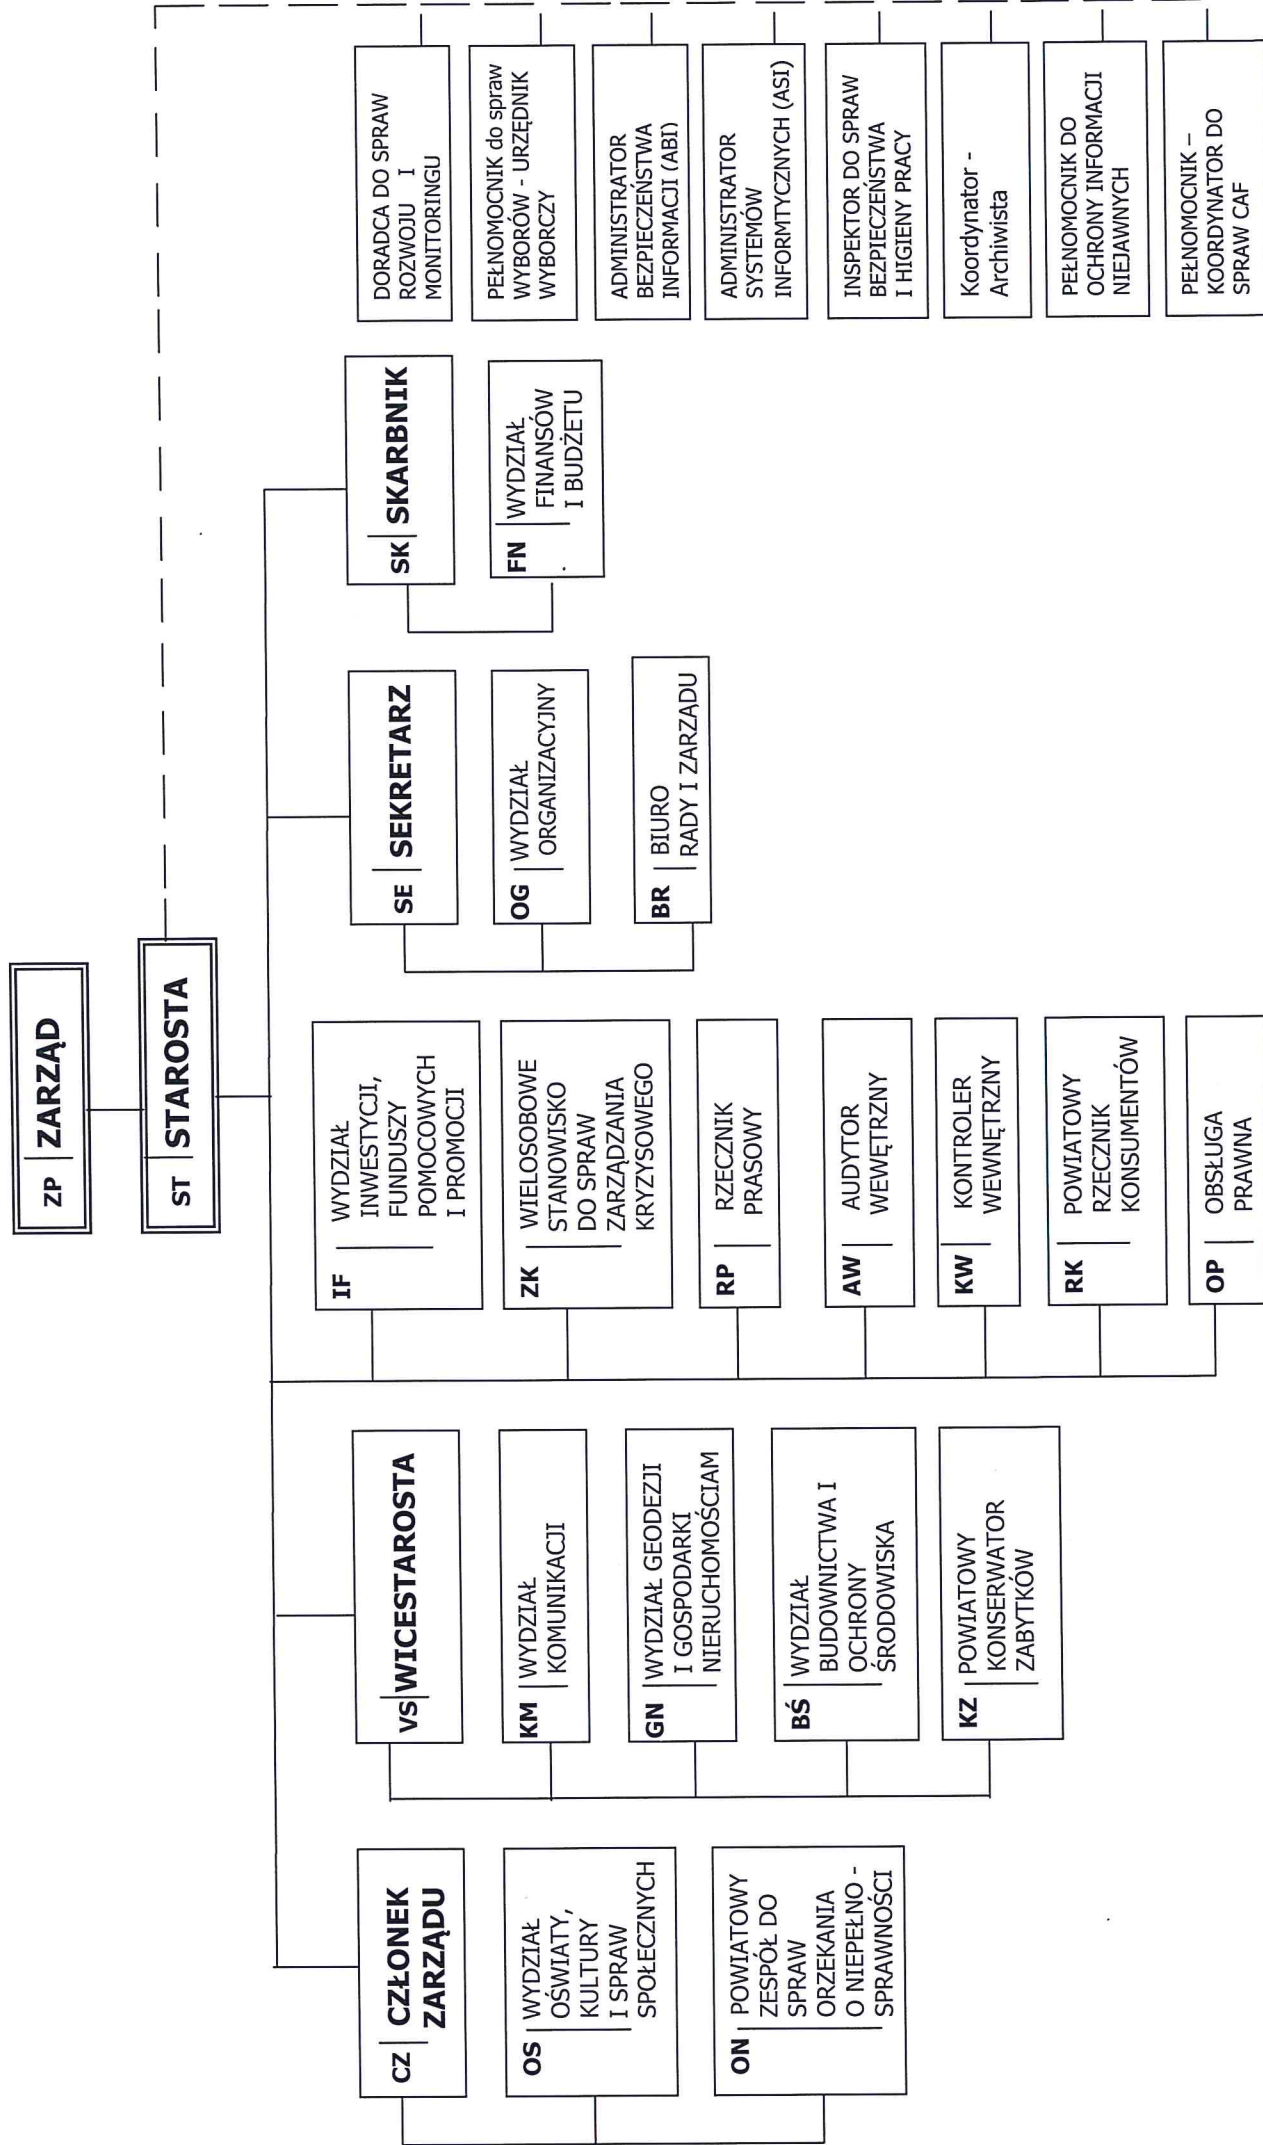 ZP ZARZĄD
ST STAROSTA
CZ CZŁONEK
ZARZĄDU
OS WYDZIAŁ
OŚWIATY,
KULTURY
I SPRAW
SPOŁECZNYCH
ON POWIATOWY
ZESPÓŁ DO
SPRAW
ORZEKANIA
O NIEPEŁNO -
SPRAWNOŚCI
VS WICESTAROSTA
KM WYDZIAŁ
KOMUNIKACJI
GN WYDZIAŁ GEODEZJI
I GOSPODARKI
NIERUCHOMOŚCIAM
BŚ WYDZIAŁ
BUDOWNICTWA I
OCHRONY
ŚRODOWISKA
KZ POWIATOWY
KONSERWATOR
ZABYTKÓW
IF WYDZIAŁ
INWESTYCJI,
FUNDUSZY
POMOCOWYCH
I PROMOCJI
ZK WIELOSOBOWE
STANOWISKO
DO SPRAW
ZARZĄDZANIA
KRYZYSOWEGO
RP RZECZNIK
PRASOWY
AW AUDYTOR
WEWĘTRZNY
KW KONTROLER
WEWNĘTRZNY
RK POWIATOWY
RZECZNIK
KONSUMENTÓW
OP OBSŁUGA
PRAWNA
SE SEKRETARZ
OG WYDZIAŁ
ORGANIZACYJNY
BR BIURO
RADY I ZARZĄDU
SK SKARBNIK
FN WYDZIAŁ
FINANSÓW
I BUDŻETU
DORADCA DO SPRAW
ROZWOJU I
MONITORINGU
PEŁNOMOCNIK do spraw
WYBORÓW - URZĘDNIK
WYBORCZY
ADMINISTRATOR
BEZPIECZEŃSTWA
INFORMACJI (ABI)
ADMINISTRATOR
SYSTEMÓW
INFORMTYCZNYCH (ASI)
INSPEKTOR DO SPRAW
BEZPIECZEŃSTWA
I HIGIENY PRACY
Koordynator -
Archiwista
PEŁNOMOCNIK DO
OCHRONY INFORMACJI
NIEJAWNYCH
PEŁNOMOCNIK –
KOORDYNATOR DO
SPRAW CAF